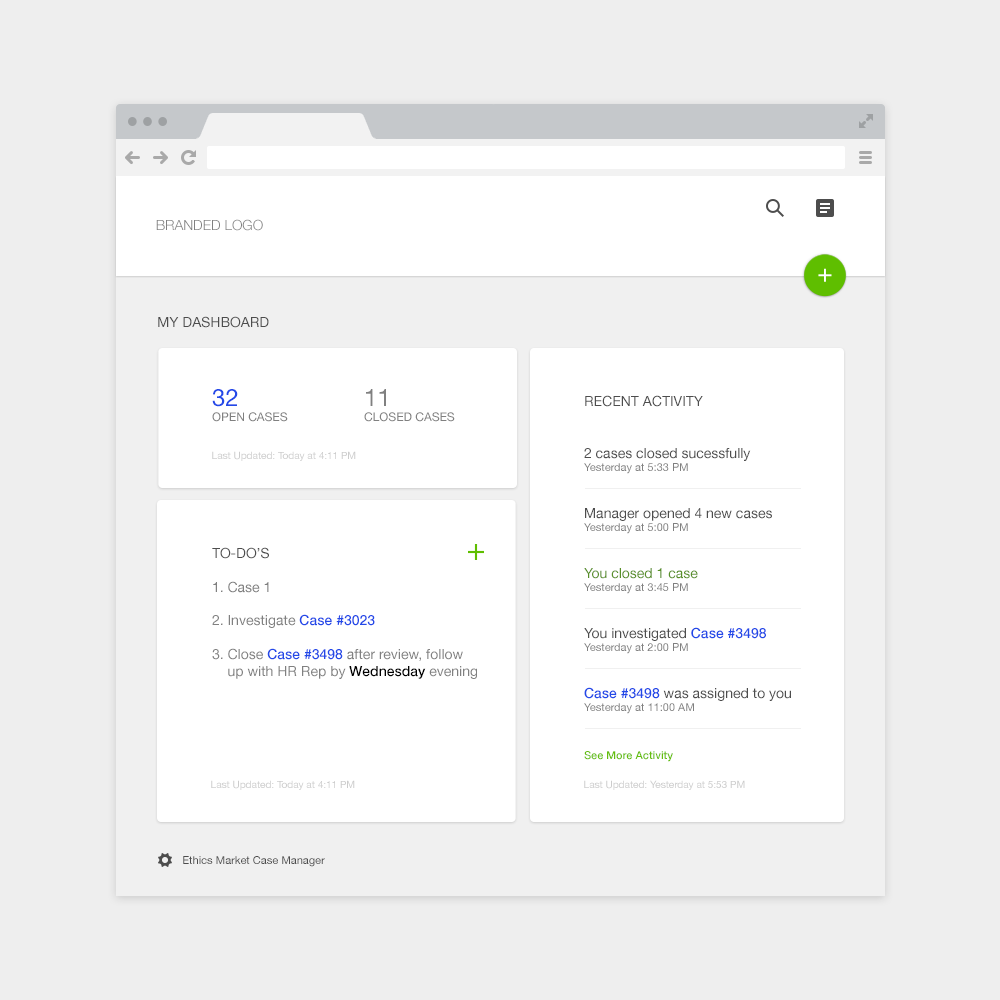 BRANDED LOGO
MY DASHBOARD
32
OPEN CASES
11
CLOSED CASES
Last Updated: Today at 4:11 PM
TO-DO'S
1. Case 1
2. Investigate Case #3023
3. Close Case #3498 after review, follow
up with HR Rep by Wednesday evening
Last Updated: Today at 4:11 PM
RECENT ACTIVITY
2 cases closed sucessfully
Yesterday at 5:33 PM
Manager opened 4 new cases
Yesterday at 5:00 PM
You closed 1 case
Yesterday at 3:45 PM
You investigated Case #3498
Yesterday at 2:00 PM
Case #3498 was assigned to you
Yesterday at 11:00 AM
See More Activity
Last Updated: Yesterday at 5:53 PM
Ethics Market Case Manager